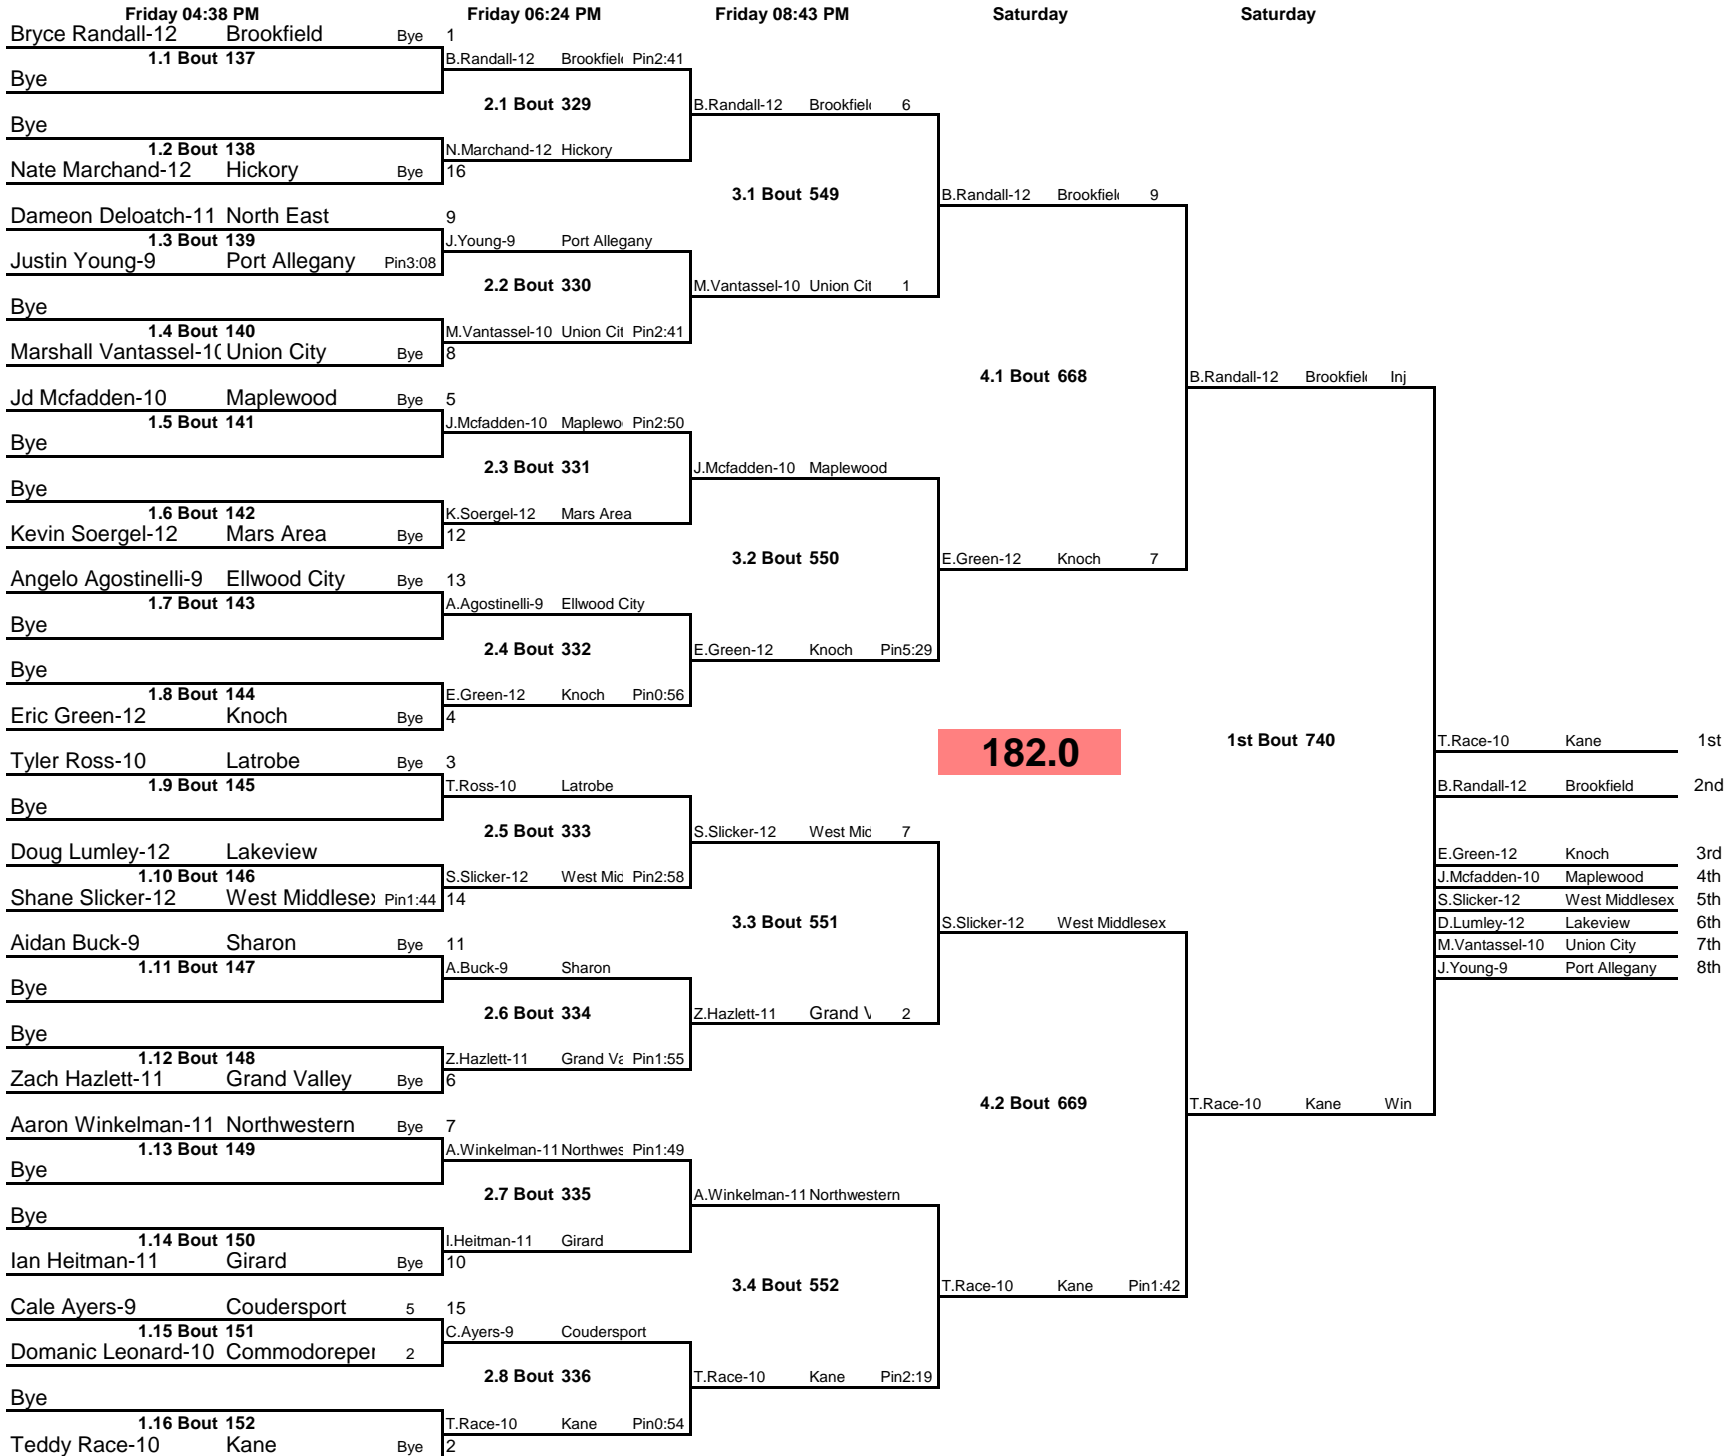 Friday 04:38 PM Friday 06:24 PM Friday 08:43 PM Saturday Saturday
Bryce Randall-12 Brookfield Bye 1
1.1 Bout 137 B.Randall-12 Brookfiel Pin2:41
Bye
2.1 Bout 329 B.Randall-12 Brookfiel 6
Bye
1.2 Bout 138 N.Marchand-12 Hickory
Nate Marchand-12 Hickory Bye 16
3.1 Bout 549 B.Randall-12 Brookfiel 9
Dameon Deloatch-11 North East 9
1.3 Bout 139 J.Young-9 Port Allegany
Justin Young-9 Port Allegany Pin3:08
2.2 Bout 330 M.Vantassel-10 Union Cit 1
Bye
1.4 Bout 140 M.Vantassel-10 Union Cit Pin2:41
Marshall Vantassel-10 Union City Bye 8
4.1 Bout 668 B.Randall-12 Brookfiel Inj
Jd Mcfadden-10 Maplewood Bye 5
1.5 Bout 141 J.Mcfadden-10 Maplewo Pin2:50
Bye
2.3 Bout 331 J.Mcfadden-10 Maplewood
Bye
1.6 Bout 142 K.Soergel-12 Mars Area
Kevin Soergel-12 Mars Area Bye 12
3.2 Bout 550 E.Green-12 Knoch 7
Angelo Agostinelli-9 Ellwood City Bye 13
1.7 Bout 143 A.Agostinelli-9 Ellwood City
Bye
2.4 Bout 332 E.Green-12 Knoch Pin5:29
Bye
1.8 Bout 144 E.Green-12 Knoch Pin0:56
Eric Green-12 Knoch Bye 4
182.0 1st Bout 740 T.Race-10 Kane 1st
Tyler Ross-10 Latrobe Bye 3
1.9 Bout 145 T.Ross-10 Latrobe B.Randall-12 Brookfield 2nd
Bye
2.5 Bout 333 S.Slicker-12 West Mid 7
Doug Lumley-12 Lakeview E.Green-12 Knoch 3rd
1.10 Bout 146 S.Slicker-12 West Mid Pin2:58 J.Mcfadden-10 Maplewood 4th
Shane Slicker-12 West Middlesex Pin1:44 14 S.Slicker-12 West Middlesex 5th
3.3 Bout 551 S.Slicker-12 West Middlesex D.Lumley-12 Lakeview 6th
Aidan Buck-9 Sharon Bye 11 M.Vantassel-10 Union City 7th
1.11 Bout 147 A.Buck-9 Sharon J.Young-9 Port Allegany 8th
Bye
2.6 Bout 334 Z.Hazlett-11 Grand V 2
Bye
1.12 Bout 148 Z.Hazlett-11 Grand Va Pin1:55
Zach Hazlett-11 Grand Valley Bye 6
4.2 Bout 669 T.Race-10 Kane Win
Aaron Winkelman-11 Northwestern Bye 7
1.13 Bout 149 A.Winkelman-11 Northwes Pin1:49
Bye
2.7 Bout 335 A.Winkelman-11 Northwestern
Bye
1.14 Bout 150 I.Heitman-11 Girard
Ian Heitman-11 Girard Bye 10
3.4 Bout 552 T.Race-10 Kane Pin1:42
Cale Ayers-9 Coudersport 5 15
1.15 Bout 151 C.Ayers-9 Coudersport
Domanic Leonard-10 Commodoreper 2
2.8 Bout 336 T.Race-10 Kane Pin2:19
Bye
1.16 Bout 152 T.Race-10 Kane Pin0:54
Teddy Race-10 Kane Bye 2